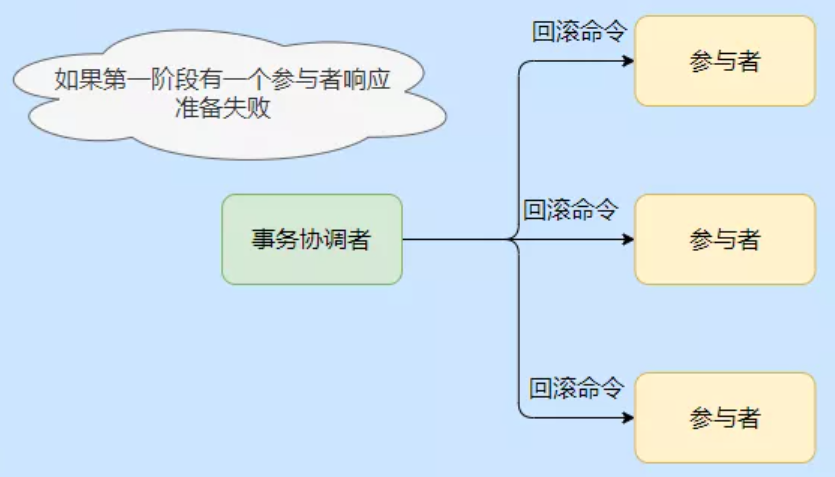 如果第一阶段有一个参与者响应
准备失败
回滚命令
参与者
事务协调者
回滚命令
参与者
回滚命令
参与者